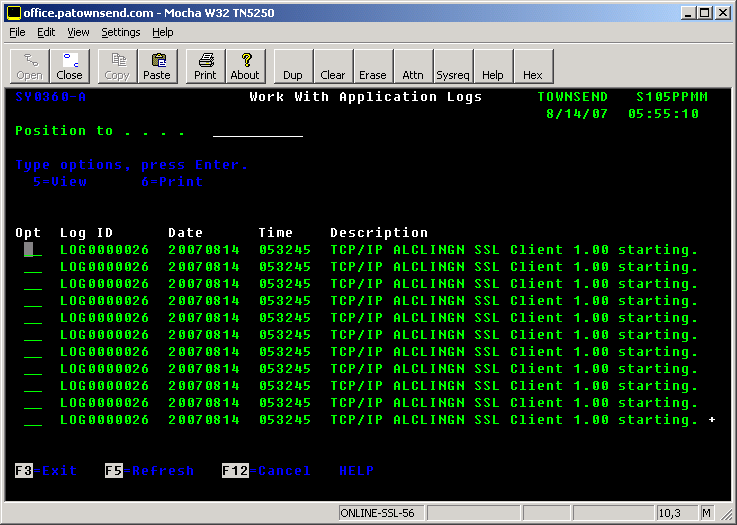 office.patownsend.com - Mocha W32 TN5250
File Edit View Settings Help
Open Close Copy Paste Print About Dup Clear Erase Attn Sysreq Help Hex
SY0360-A Work With Application Logs TOWNSEND S105PPMM
8/14/07 05:55:10
Position to . . . .
Type options, press Enter.
5=View 6=Print
Opt Log ID Date Time Description
LOG0000026 20070814 053245 TCP/IP ALCLINGN SSL Client 1.00 starting.
LOG0000026 20070814 053245 TCP/IP ALCLINGN SSL Client 1.00 starting.
LOG0000026 20070814 053245 TCP/IP ALCLINGN SSL Client 1.00 starting.
LOG0000026 20070814 053245 TCP/IP ALCLINGN SSL Client 1.00 starting.
LOG0000026 20070814 053245 TCP/IP ALCLINGN SSL Client 1.00 starting.
LOG0000026 20070814 053245 TCP/IP ALCLINGN SSL Client 1.00 starting.
LOG0000026 20070814 053245 TCP/IP ALCLINGN SSL Client 1.00 starting.
LOG0000026 20070814 053245 TCP/IP ALCLINGN SSL Client 1.00 starting.
LOG0000026 20070814 053245 TCP/IP ALCLINGN SSL Client 1.00 starting.
LOG0000026 20070814 053245 TCP/IP ALCLINGN SSL Client 1.00 starting.
LOG0000026 20070814 053245 TCP/IP ALCLINGN SSL Client 1.00 starting. +
F3=Exit F5=Refresh F12=Cancel HELP
ONLINE-SSL-56 10,3 M